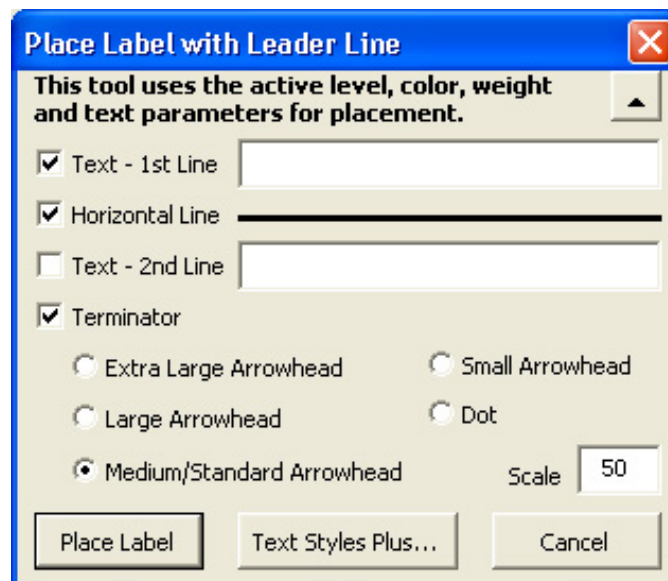 Place Label with Leader Line
This tool uses the active level, color, weight
and text parameters for placement.
Text - 1st Line
Horizontal Line
Text - 2nd Line
Terminator
Extra Large Arrowhead
Small Arrowhead
Large Arrowhead
Dot
Medium/Standard Arrowhead
Scale 50
Place Label
Text Styles Plus...
Cancel